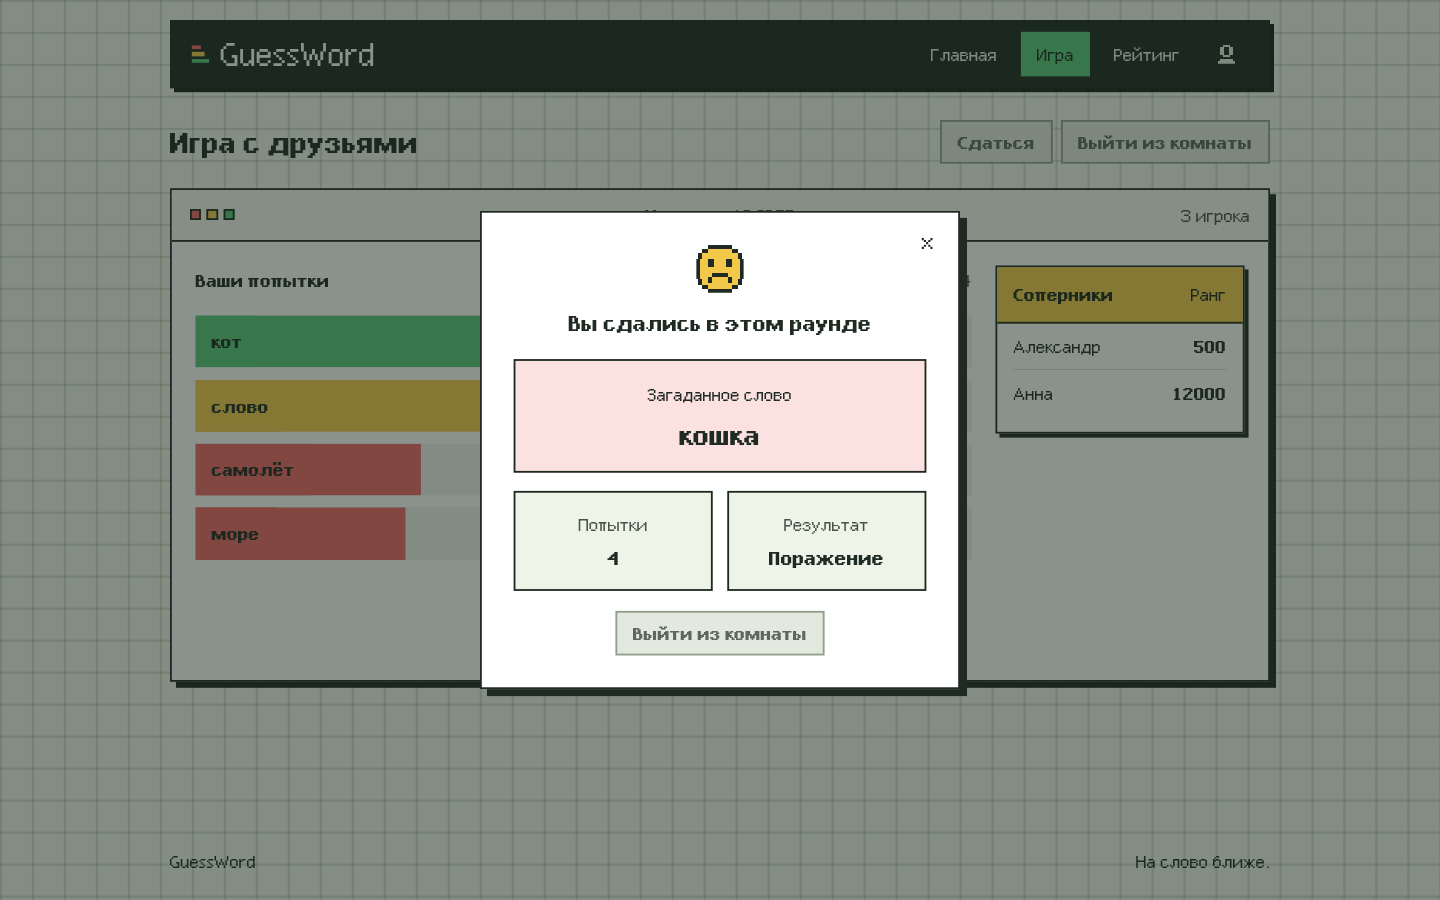 GuessWord
Главная
Игра
Рейтинг
Игра с друзьями
Сдаться
Выйти из комнаты
3 игрока
Ваши попытки
кот
слово
самолёт
море
Соперники
Ранг
Александр
500
Анна
12000
×
Вы сдались в этом раунде
Загаданное слово
кошка
Попытки
4
Результат
Поражение
Выйти из комнаты
GuessWord
На слово ближе.